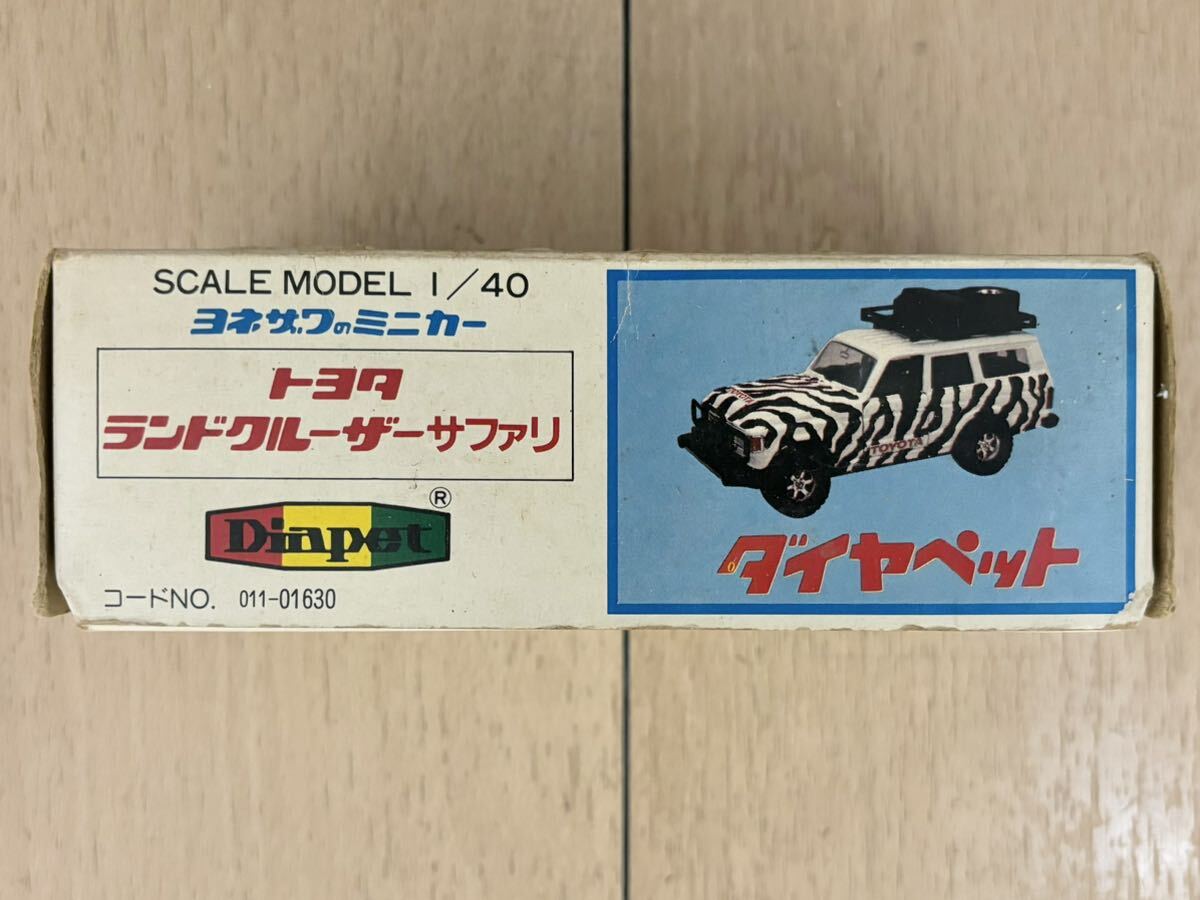 SCALE MODEL 1/40
ヨネザワのミニカー
トヨタ
ランドクルーザーサファリ
Diapet®
コードNO. 011-01630
TOYOTA
TOYOTA
ダイヤペット